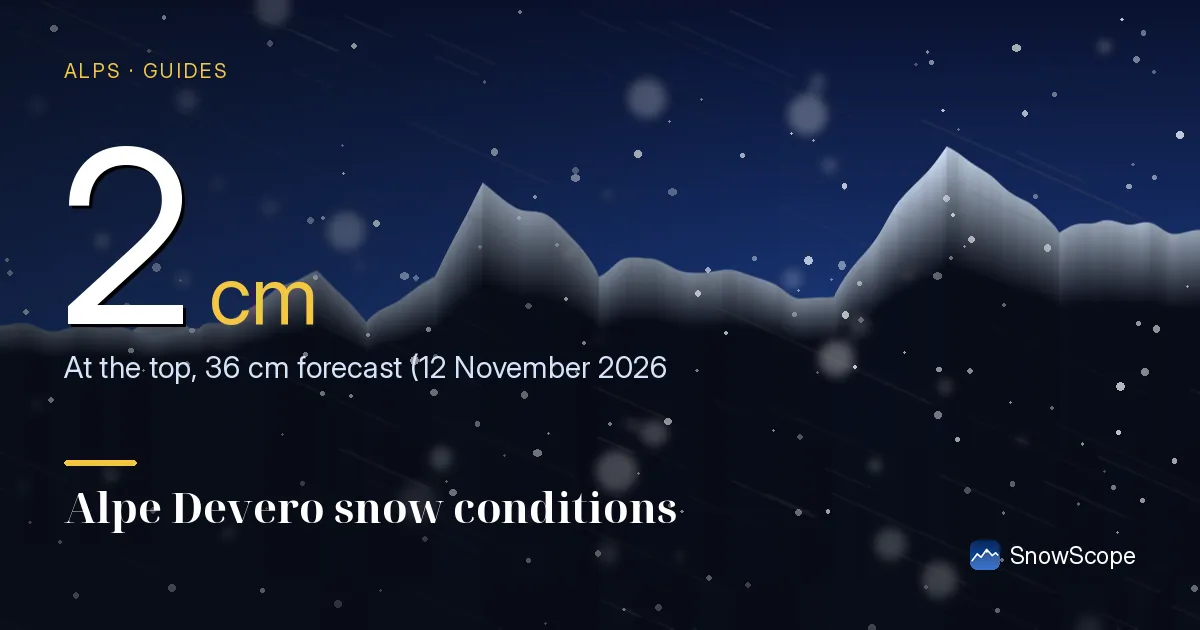 ALPS · GUIDES
2 cm
At the top, 36 cm forecast (12 November 2026
Alpe Devero snow conditions
SnowScope